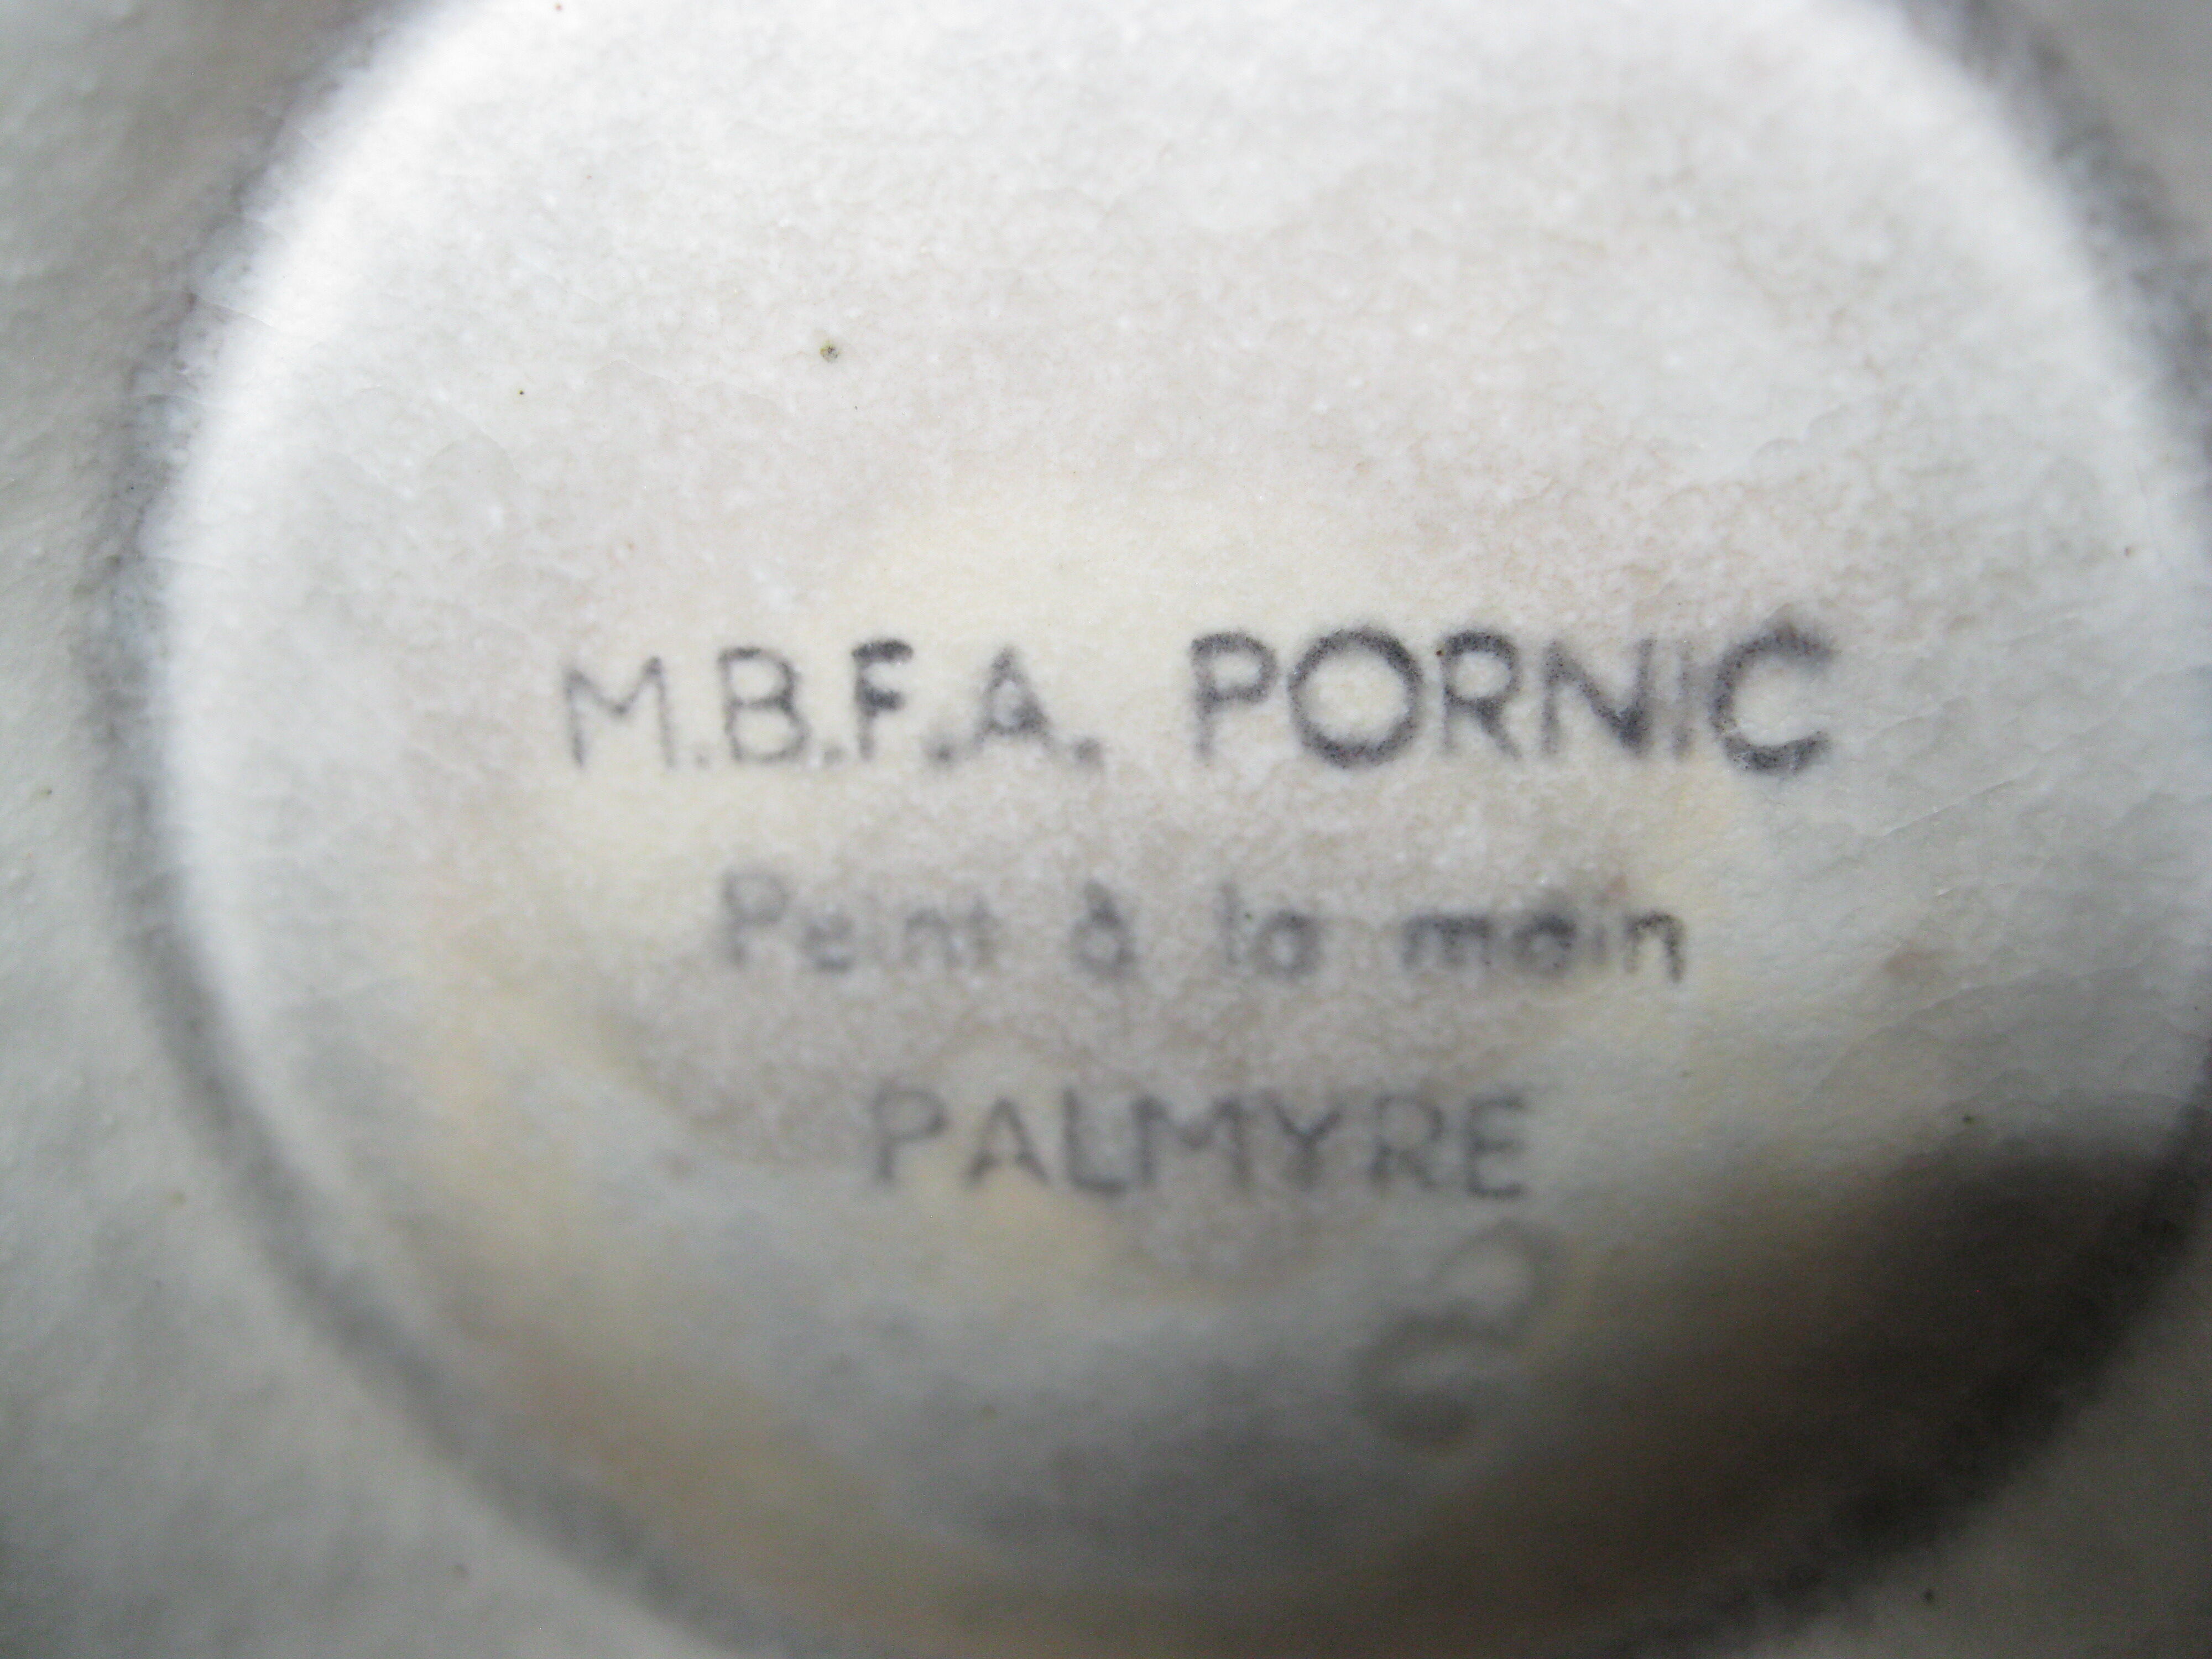 M.B.F.A. PORNIC
Peint à la main
PALMYRE